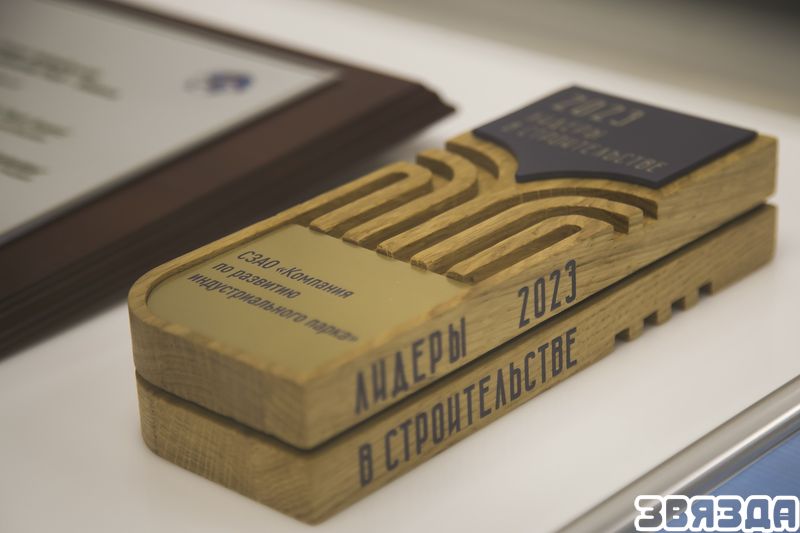 2023
ЛИДЕРЫ
В СТРОИТЕЛЬСТВЕ
СЗАО «Компания
по развитию
индустриального парка»
ЛИДЕРЫ 2023
В СТРОИТЕЛЬСТВЕ
ЗВЯЗДА